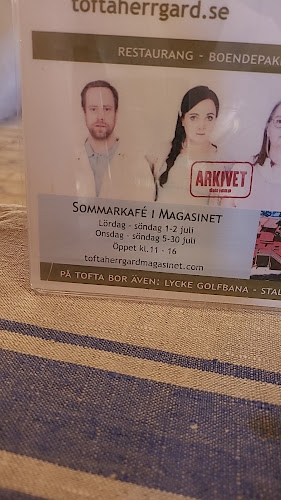 toftaherrgard.se
RESTAURANG - BOENDEPAK
ARKIVET
SOMMARKAFÉ I MAGASINET
Lördag - söndag 1-2 juli
Onsdag - söndag 5-30 juli
Öppet kl.11 - 16
toftaherrgardmagasinet.com
PÅ TOFTA BOR ÄVEN: LYCKE GOLFBANA - STAL